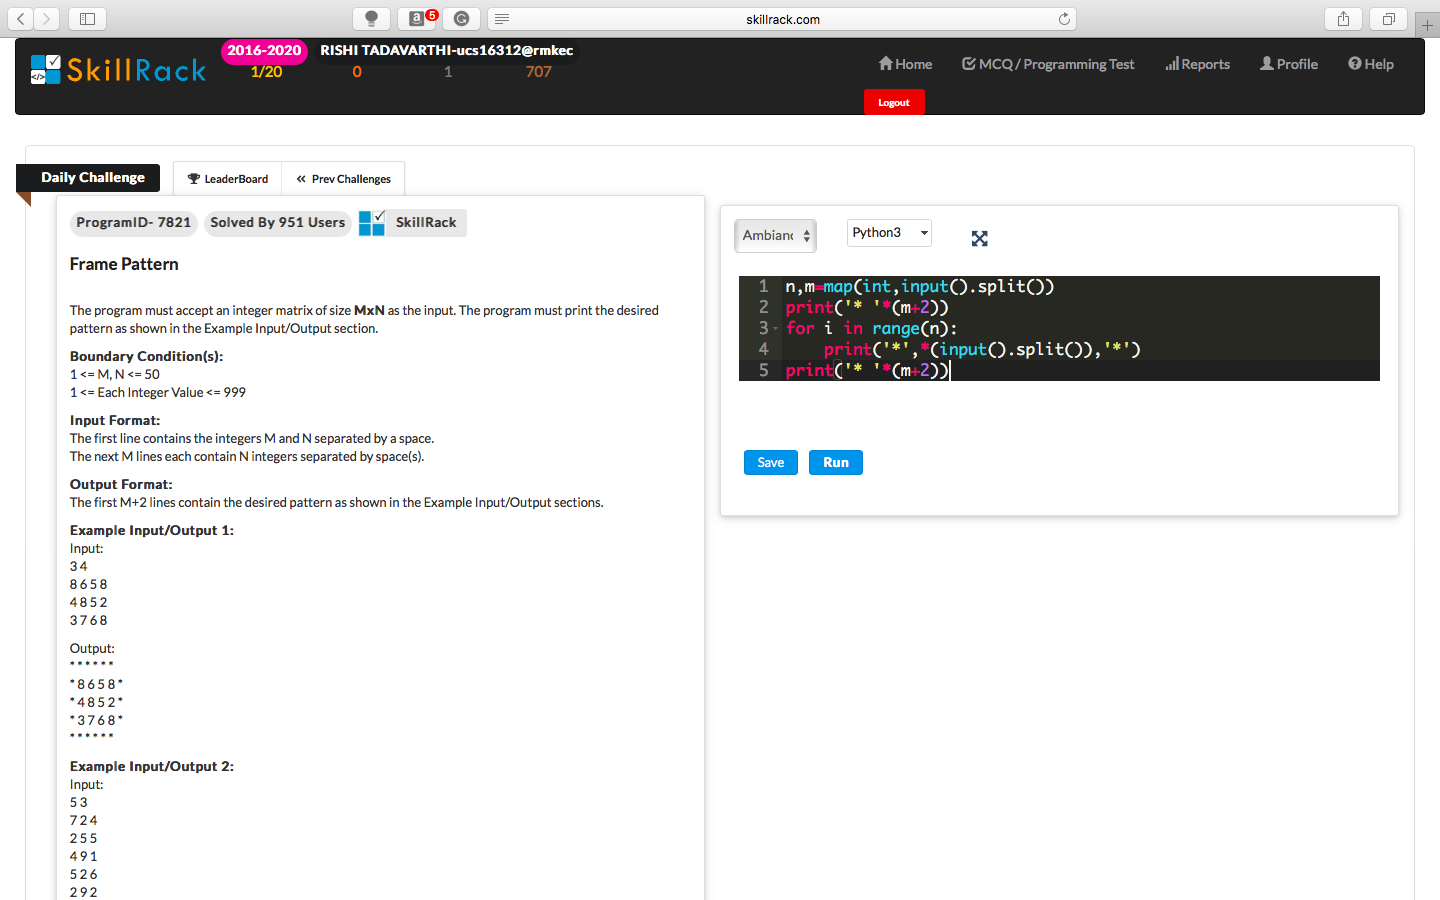 skillrack.com
5
SkillRack
2016-2020 RISHI TADAVARTHI-ucs16312@rmkec
1/20 0 1 707
Home MCQ / Programming Test Reports Profile Help
Logout
Daily Challenge LeaderBoard Prev Challenges
ProgramID- 7821 Solved By 951 Users SkillRack
Frame Pattern
The program must accept an integer matrix of size MxN as the input. The program must print the desired
pattern as shown in the Example Input/Output section.
Boundary Condition(s):
1 <= M, N <= 50
1 <= Each Integer Value <= 999
Input Format:
The first line contains the integers M and N separated by a space.
The next M lines each contain N integers separated by space(s).
Output Format:
The first M+2 lines contain the desired pattern as shown in the Example Input/Output sections.
Example Input/Output 1:
Input:
3 4
8 6 5 8
4 8 5 2
3 7 6 8
Output:
* * * * * *
* 8 6 5 8 *
* 4 8 5 2 *
* 3 7 6 8 *
* * * * * *
Example Input/Output 2:
Input:
5 3
7 2 4
2 5 5
4 9 1
5 2 6
2 9 2
Ambianc Python3
1 n,m=map(int,input().split())
2 print('* '*(m+2))
3 for i in range(n):
4 print('*',*(input().split()),'*')
5 print('* '*(m+2))
Save Run